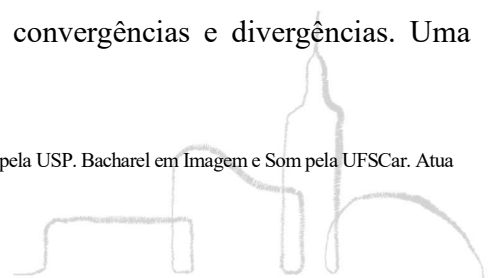 convergências e divergências. Uma
pela USP. Bacharel em Imagem e Som pela UFSCar. Atua